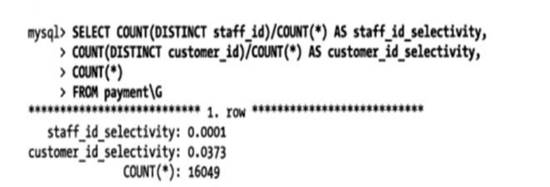 mysql> SELECT COUNT(DISTINCT staff_id)/COUNT(*) AS staff_id_selectivity,
> COUNT(DISTINCT customer_id)/COUNT(*) AS customer_id_selectivity,
> COUNT(*)
> FROM payment\G
*************************** 1. row ***************************
staff_id_selectivity: 0.0001
customer_id_selectivity: 0.0373
COUNT(*): 16049